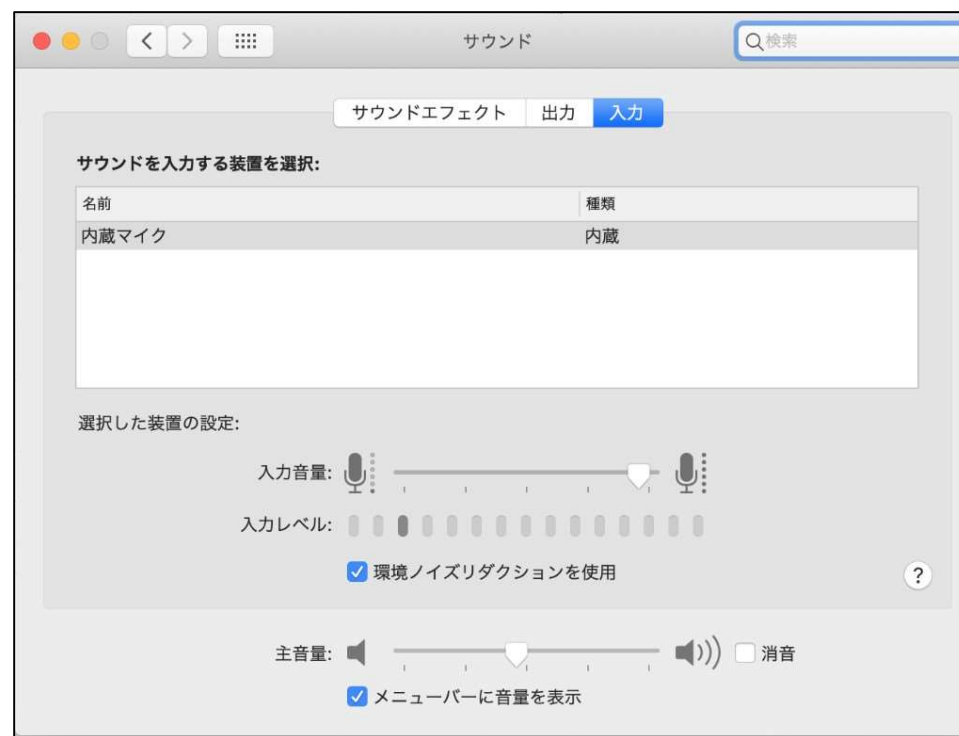 サウンド
検索
サウンドエフェクト 出力 入力
サウンドを入力する装置を選択:
名前 種類
内蔵マイク 内蔵
選択した装置の設定:
入力音量:
入力レベル:
環境ノイズリダクションを使用
?
主音量: 消音
メニューバーに音量を表示